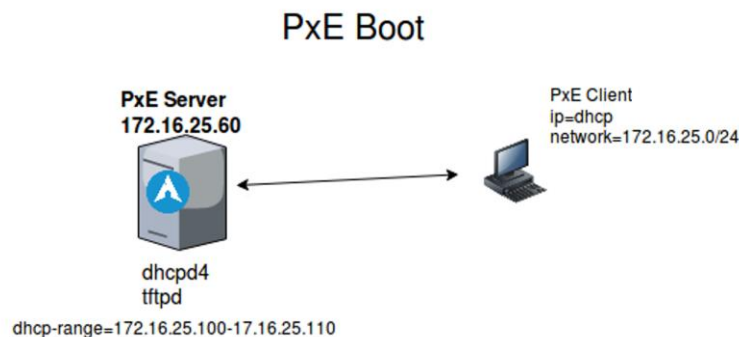 PxE Boot
PxE Server
172.16.25.60
PxE Client
ip=dhcp
network=172.16.25.0/24
dhcpd4
tftpd
dhcp-range=172.16.25.100-17.16.25.110